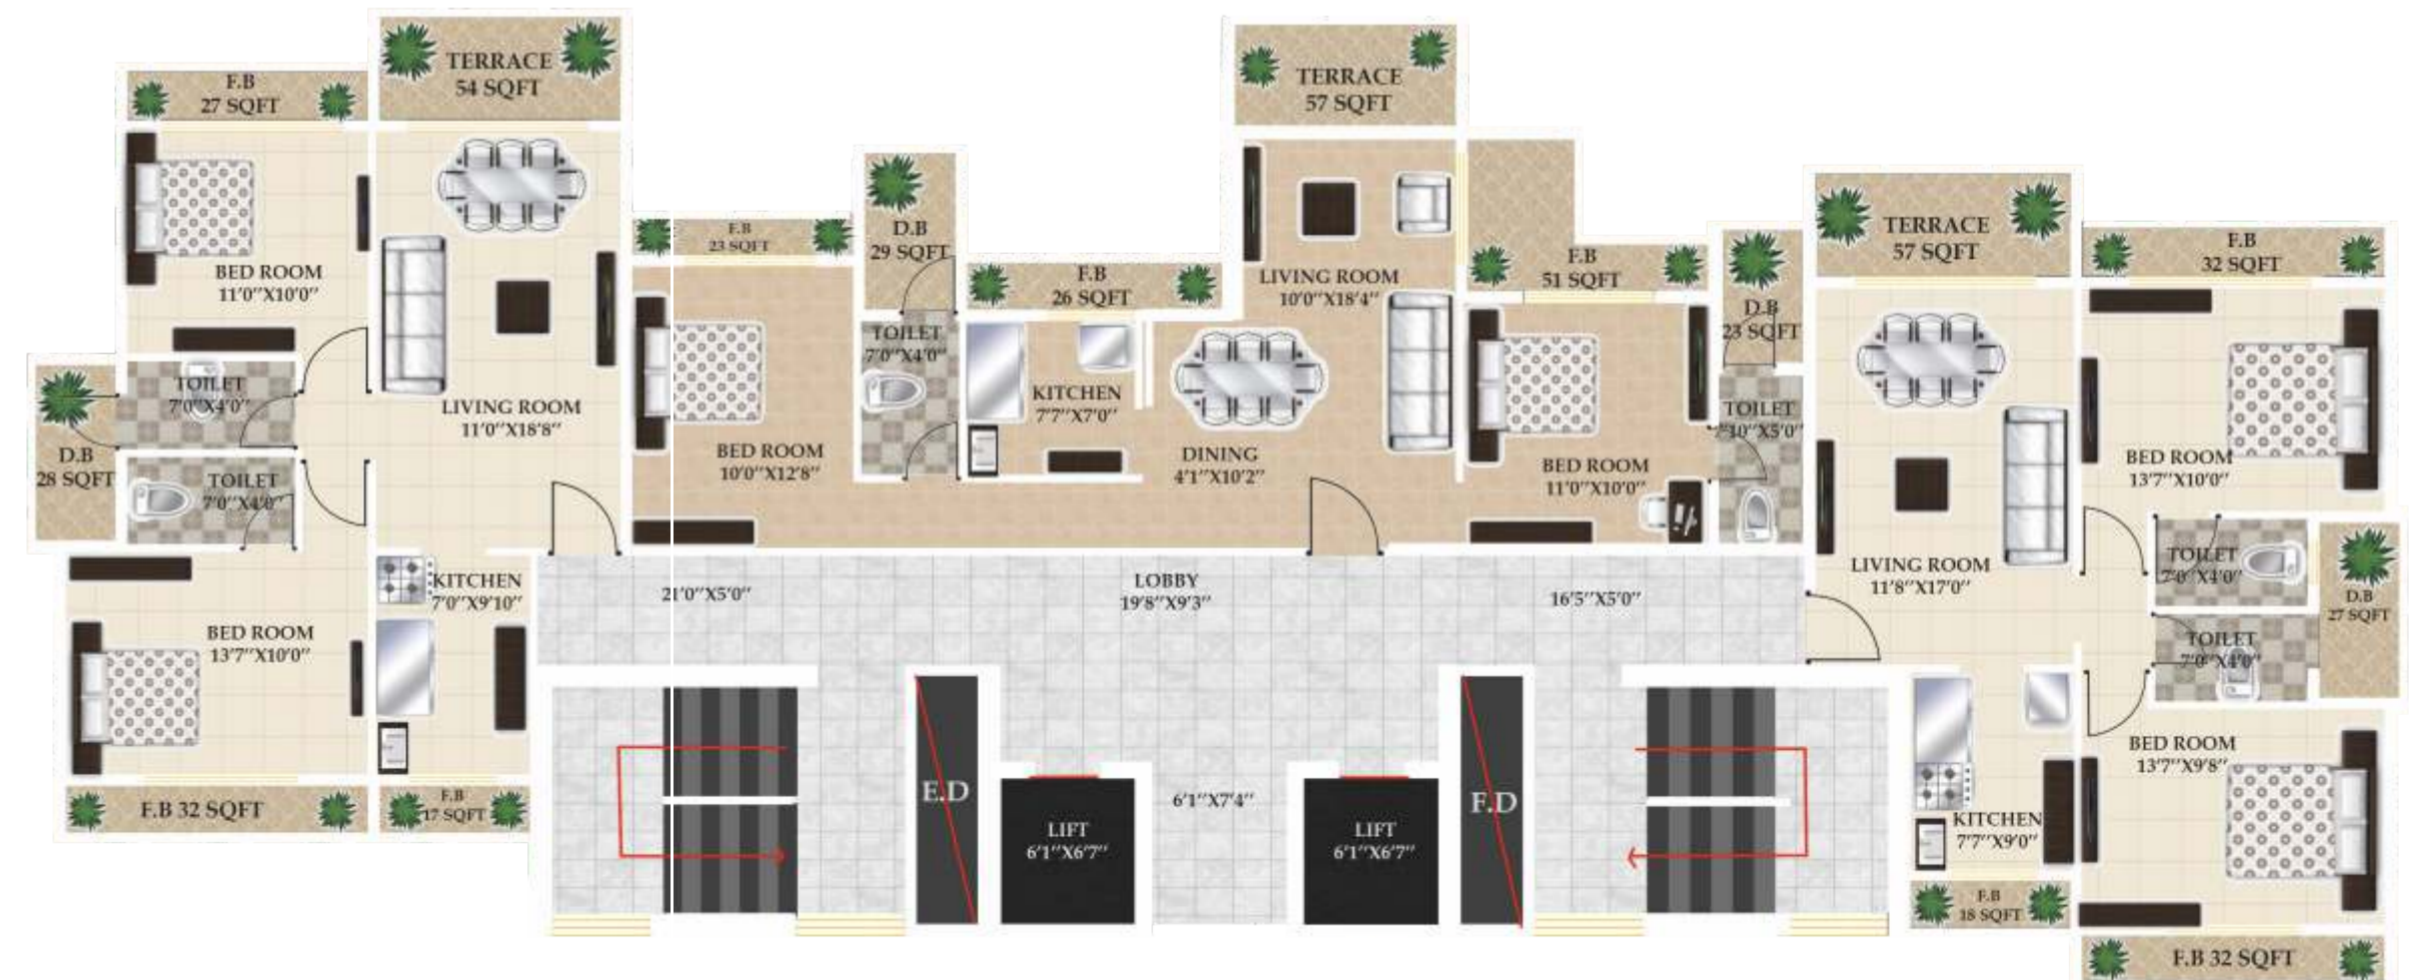 F.B
27 SQFT
TERRACE
54 SQFT
BED ROOM
11'0"X10'0"
TOILET
7'0"X4'0"
D.B
28 SQFT
TOILET
7'0"X4'0"
LIVING ROOM
11'0"X18'8"
BED ROOM
13'7"X10'0"
KITCHEN
7'0"X9'10"
F.B 32 SQFT
F.B
17 SQFT
F.B
23 SQFT
BED ROOM
10'0"X12'8"
D.B
29 SQFT
TOILET
7'0"X4'0"
F.B
26 SQFT
KITCHEN
7'7"X7'0"
DINING
4'1"X10'2"
TERRACE
57 SQFT
LIVING ROOM
10'0"X18'4"
F.B
51 SQFT
BED ROOM
11'0"X10'0"
D.B
23 SQFT
TOILET
7'10"X5'0"
21'0"X5'0"
LOBBY
19'8"X9'3"
16'5"X5'0"
E.D
LIFT
6'1"X6'7"
6'1"X7'4"
LIFT
6'1"X6'7"
F.D
TERRACE
57 SQFT
F.B
32 SQFT
LIVING ROOM
11'8"X17'0"
BED ROOM
13'7"X10'0"
TOILET
7'0"X4'0"
TOILET
7'0"X4'0"
D.B
27 SQFT
BED ROOM
13'7"X9'8"
KITCHEN
7'7"X9'0"
F.B
18 SQFT
F.B 32 SQFT